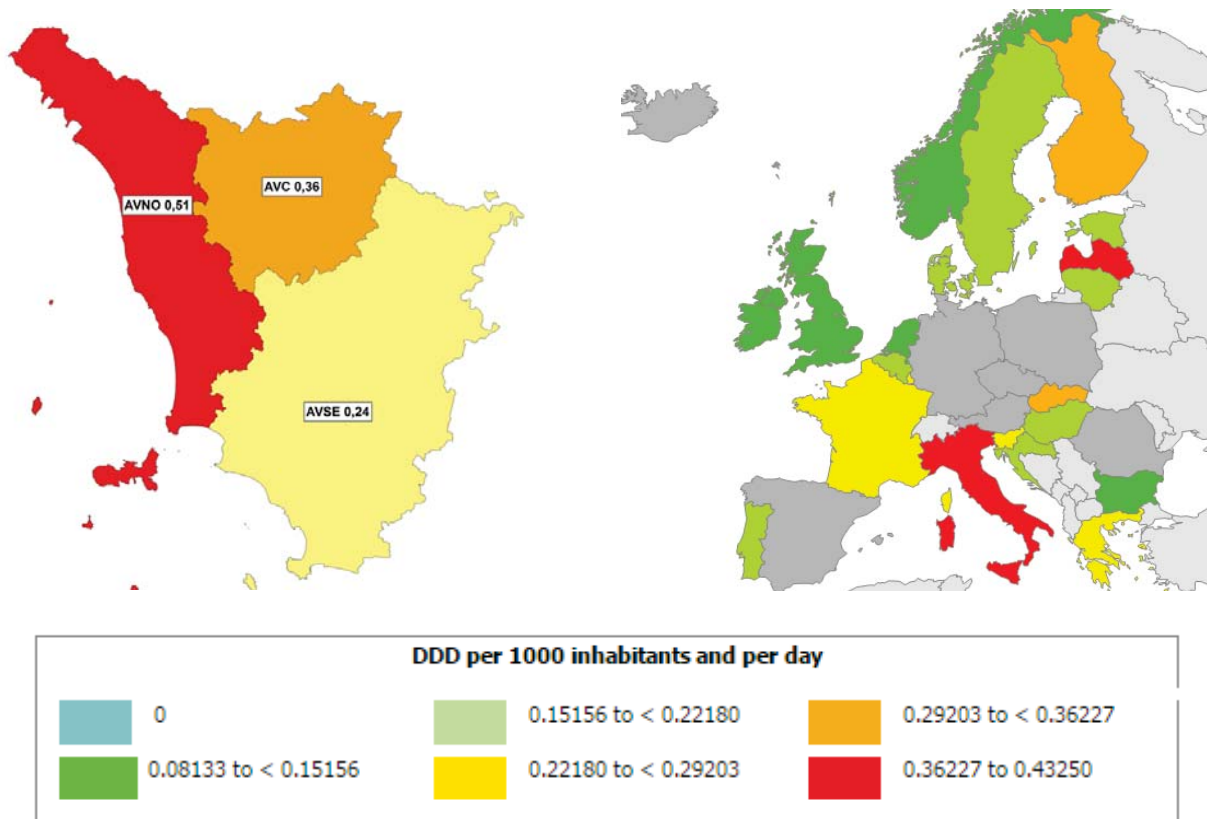 AVC 0,36
AVNO 0,51
AVSE 0,24
DDD per 1000 inhabitants and per day
0
0.15156 to < 0.22180
0.29203 to < 0.36227
0.08133 to < 0.15156
0.22180 to < 0.29203
0.36227 to 0.43250